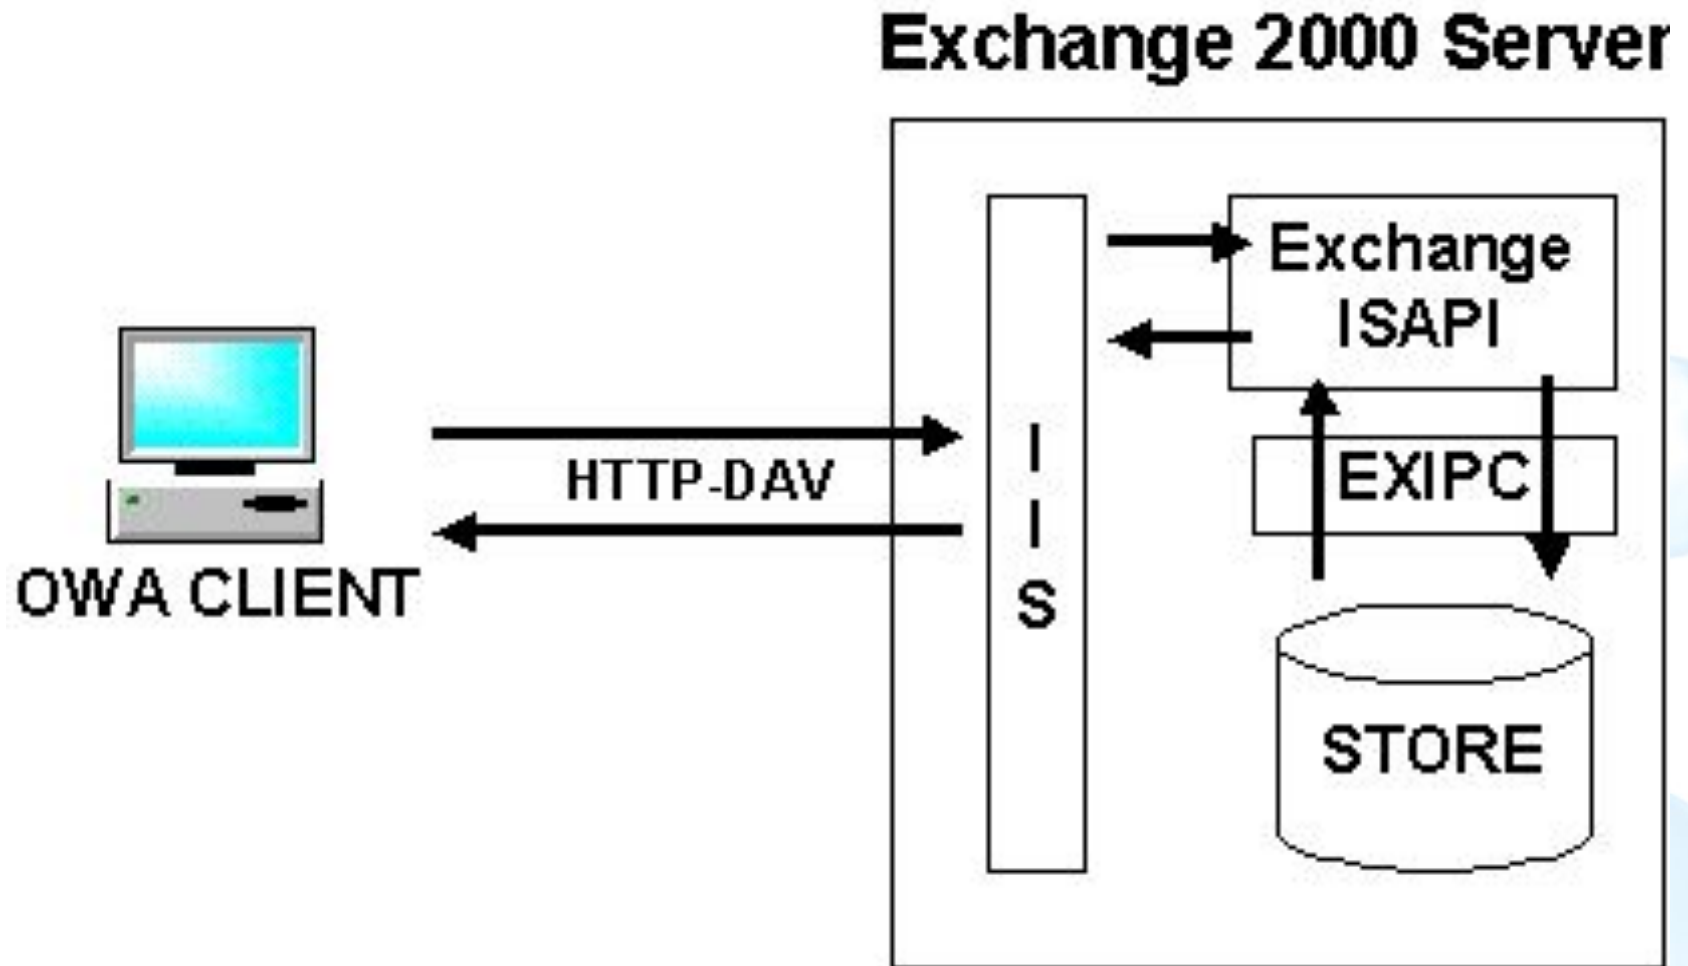 Exchange 2000 Server
Exchange
ISAPI
HTTP-DAV
I
I
S
EXIPC
OWA CLIENT
STORE